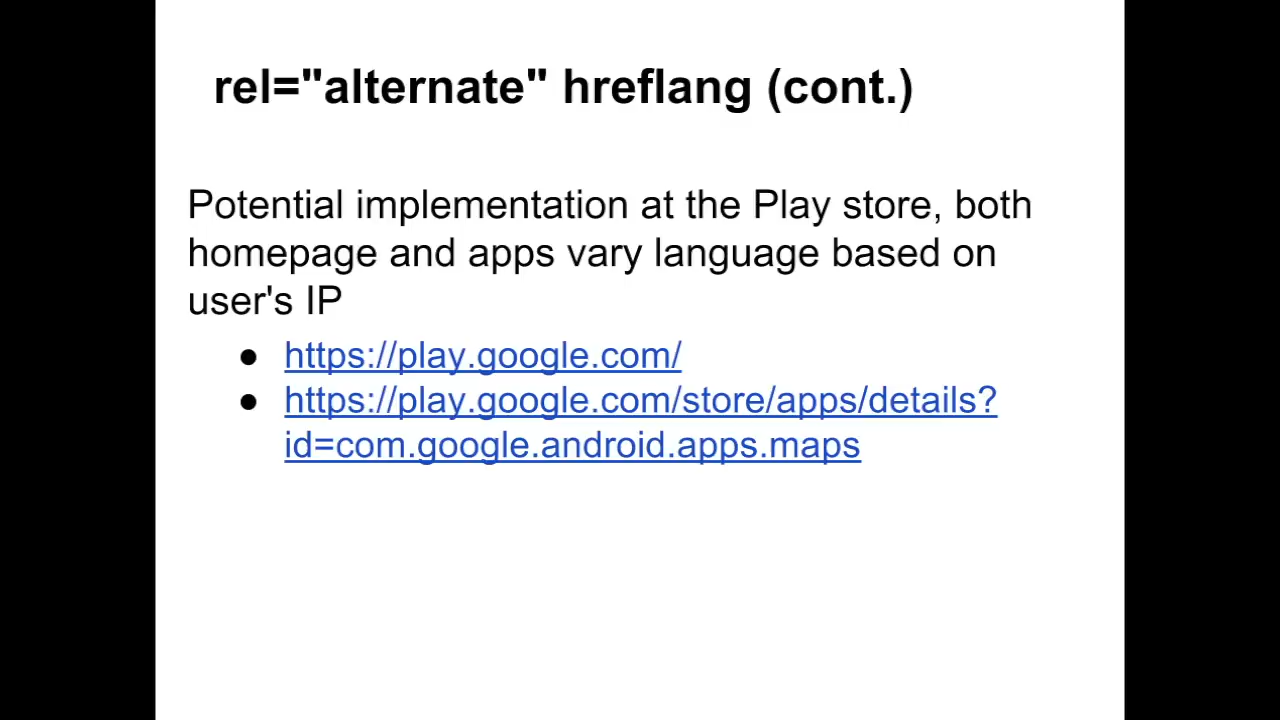 rel="alternate" hreflang (cont.)
Potential implementation at the Play store, both
homepage and apps vary language based on
user's IP
● https://play.google.com/
● https://play.google.com/store/apps/details?
id=com.google.android.apps.maps